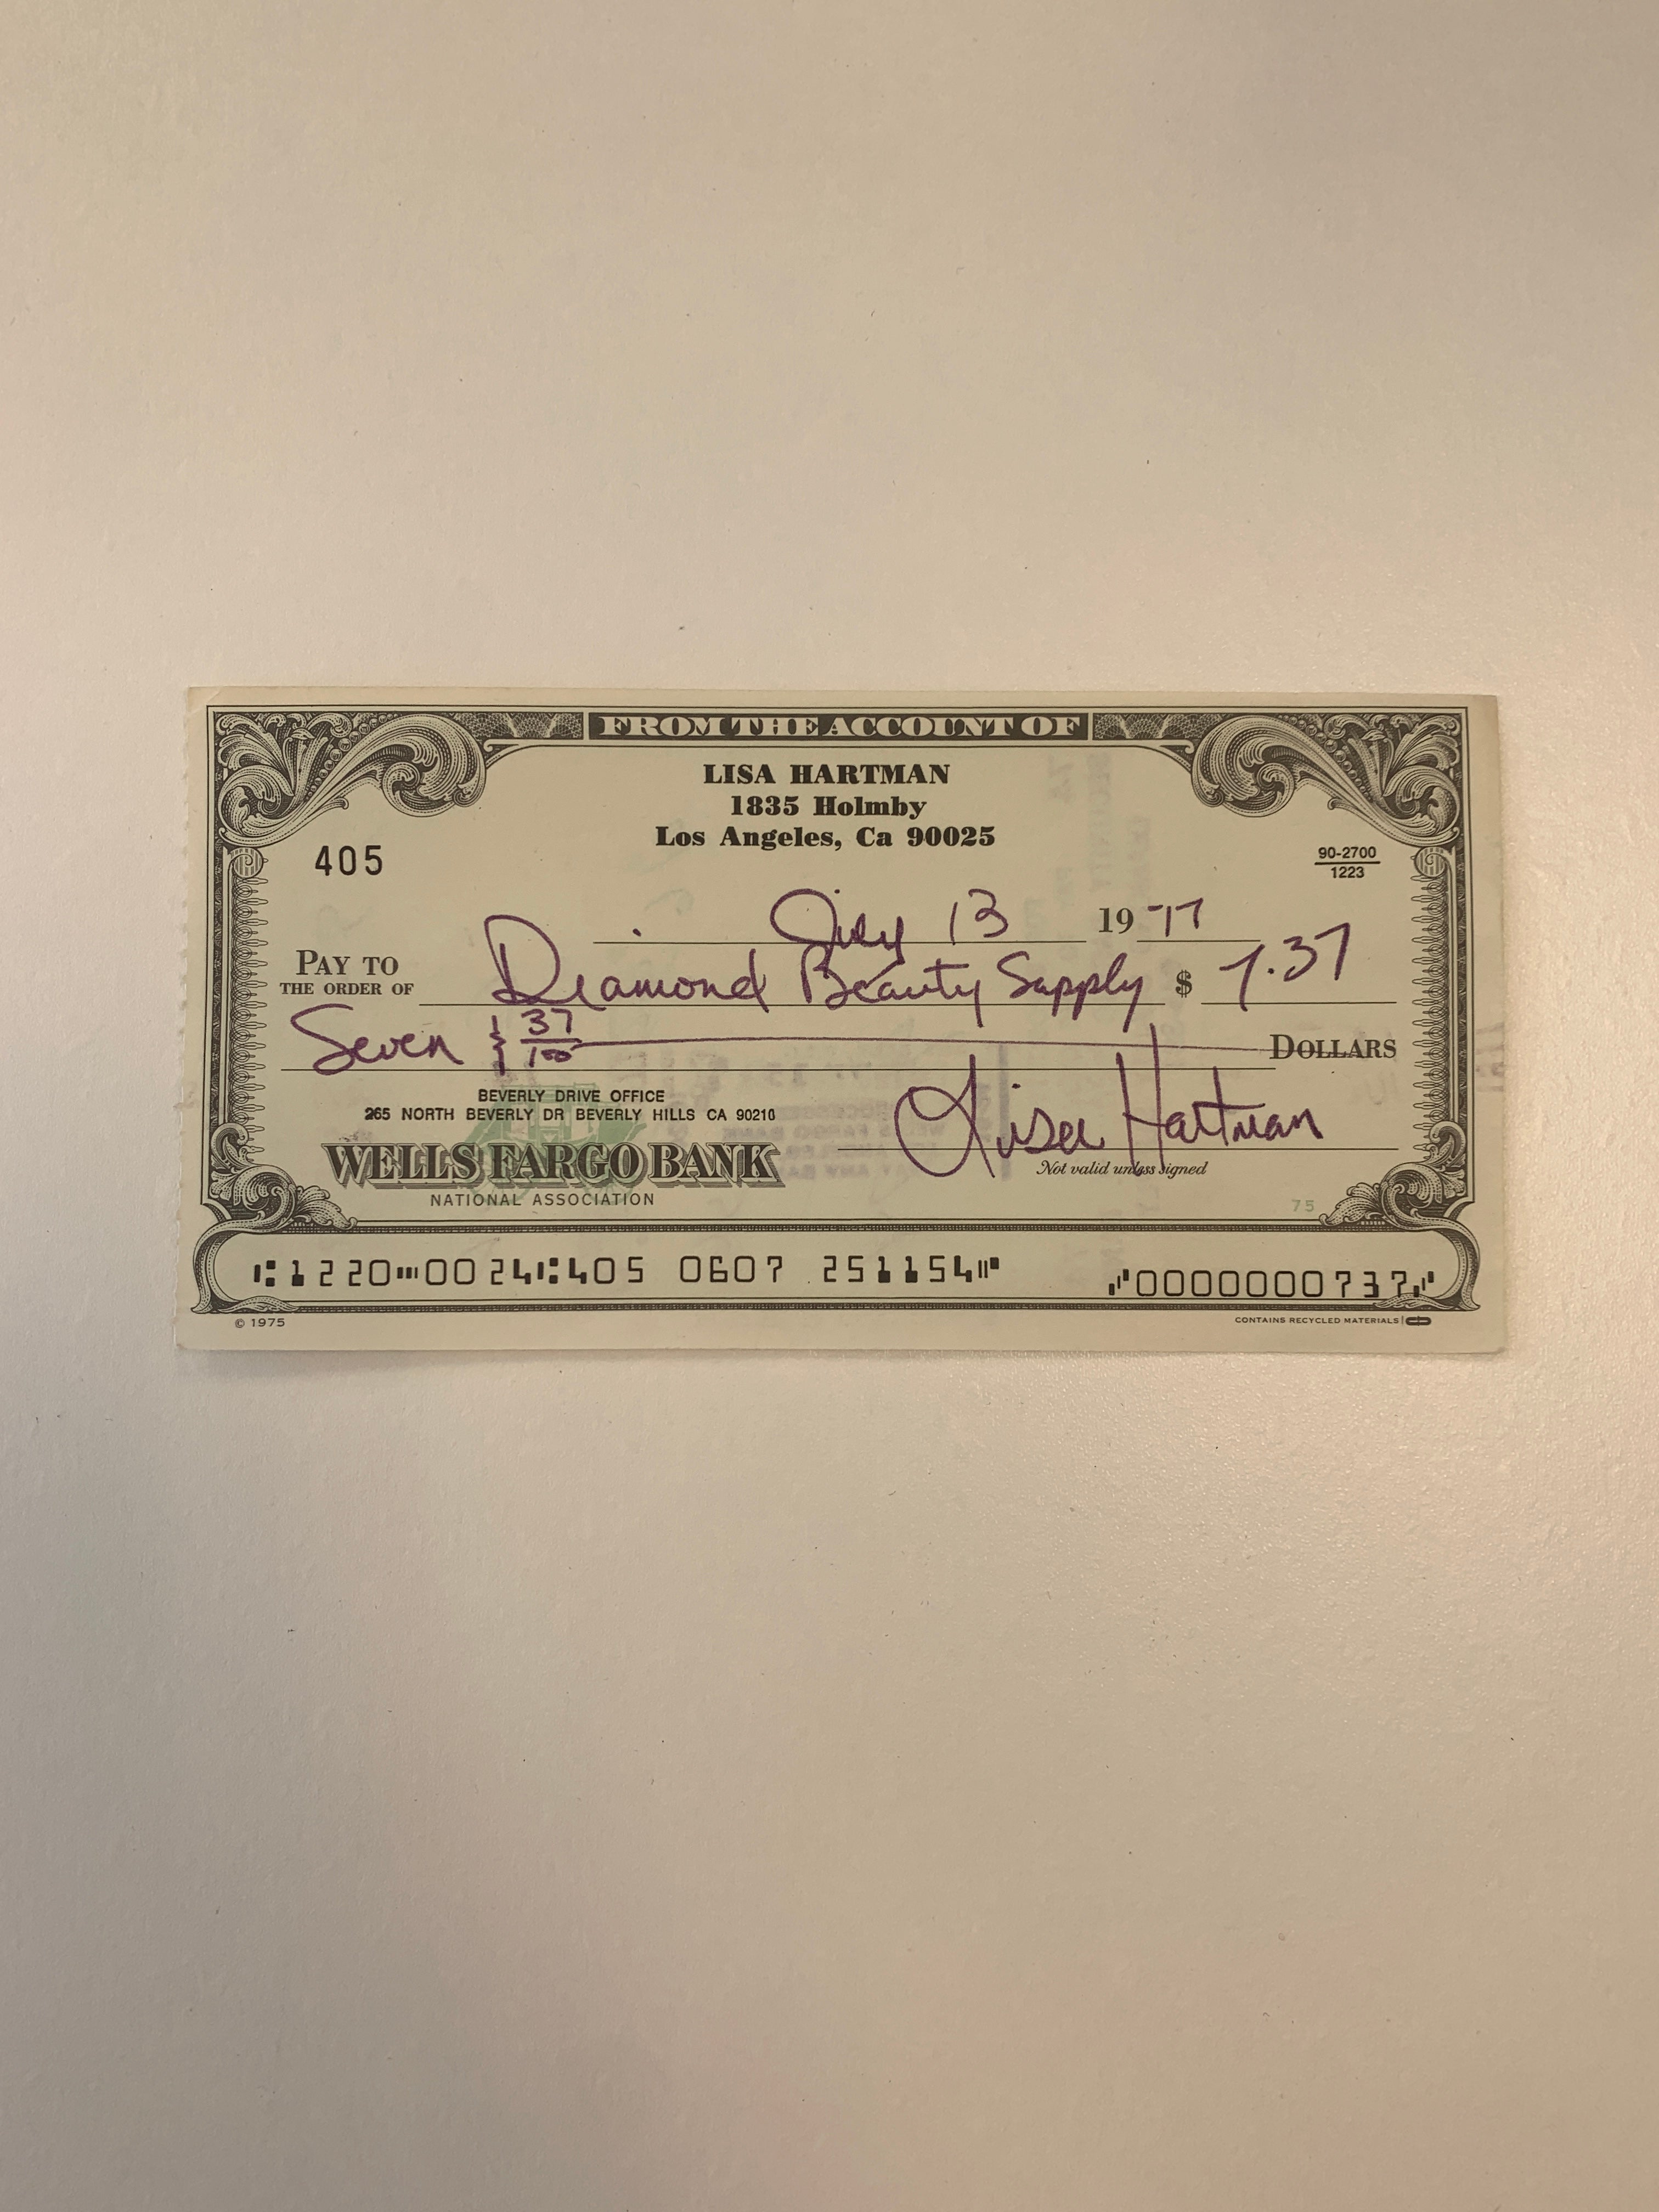 FROM THE ACCOUNT OF
LISA HARTMAN
1835 Holmby
Los Angeles, Ca 90025
405
90-2700
1223
July 13 19 77
PAY TO THE ORDER OF Diamond Beauty Supply $ 7.37
Seven & 37/100 DOLLARS
BEVERLY DRIVE OFFICE
265 NORTH BEVERLY DR BEVERLY HILLS CA 90210
WELLS FARGO BANK
NATIONAL ASSOCIATION
Lisa Hartman
Not valid unless signed
75
⑆1220⑉0024⑆405 0607 251154⑈ ⑇0000000737⑇
© 1975
CONTAINS RECYCLED MATERIALS